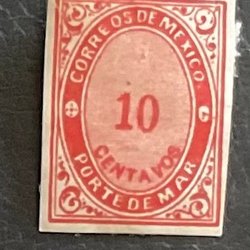 CORREOS DE MEXICO
10
CENTAVOS
PORTE DE MAR